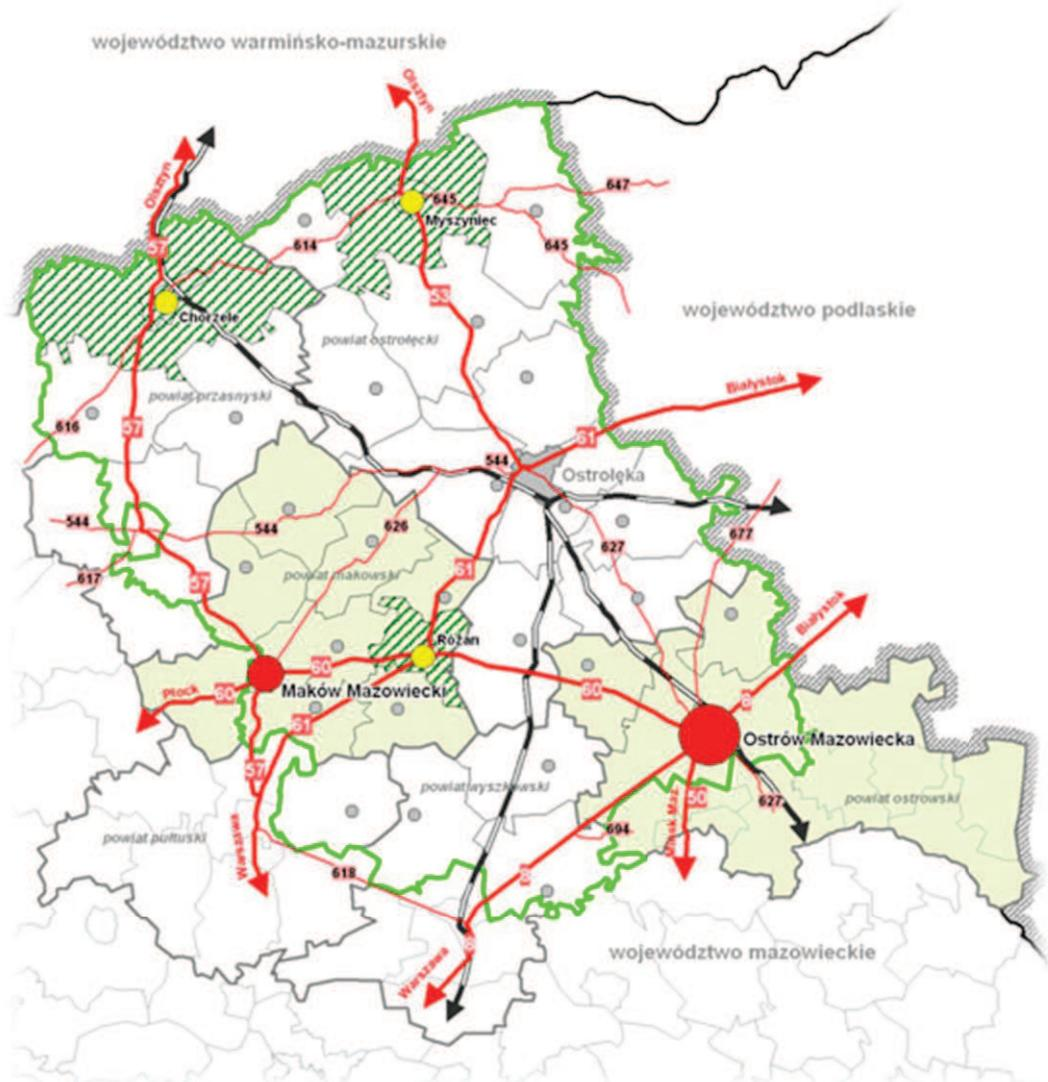 województwo warmińsko-mazurskie
Olsztyn
Olsztyn
647
645
Myszyniec
645
614
57
53
Chorzele
województwo podlaskie
powiat ostrołęcki
powiat przasnyski
Białystok
616
57
61
544
Ostrołęka
544
544
626
627
677
617
57
powiat makowski
61
Białystok
Różan
60
Płock
60
Maków Mazowiecki
60
61
Ostrów Mazowiecka
57
powiat wyszkowski
50
627
powiat ostrowski
Mińsk Maz.
694
powiat pułtuski
Warszawa
618
województwo mazowieckie
Warszawa